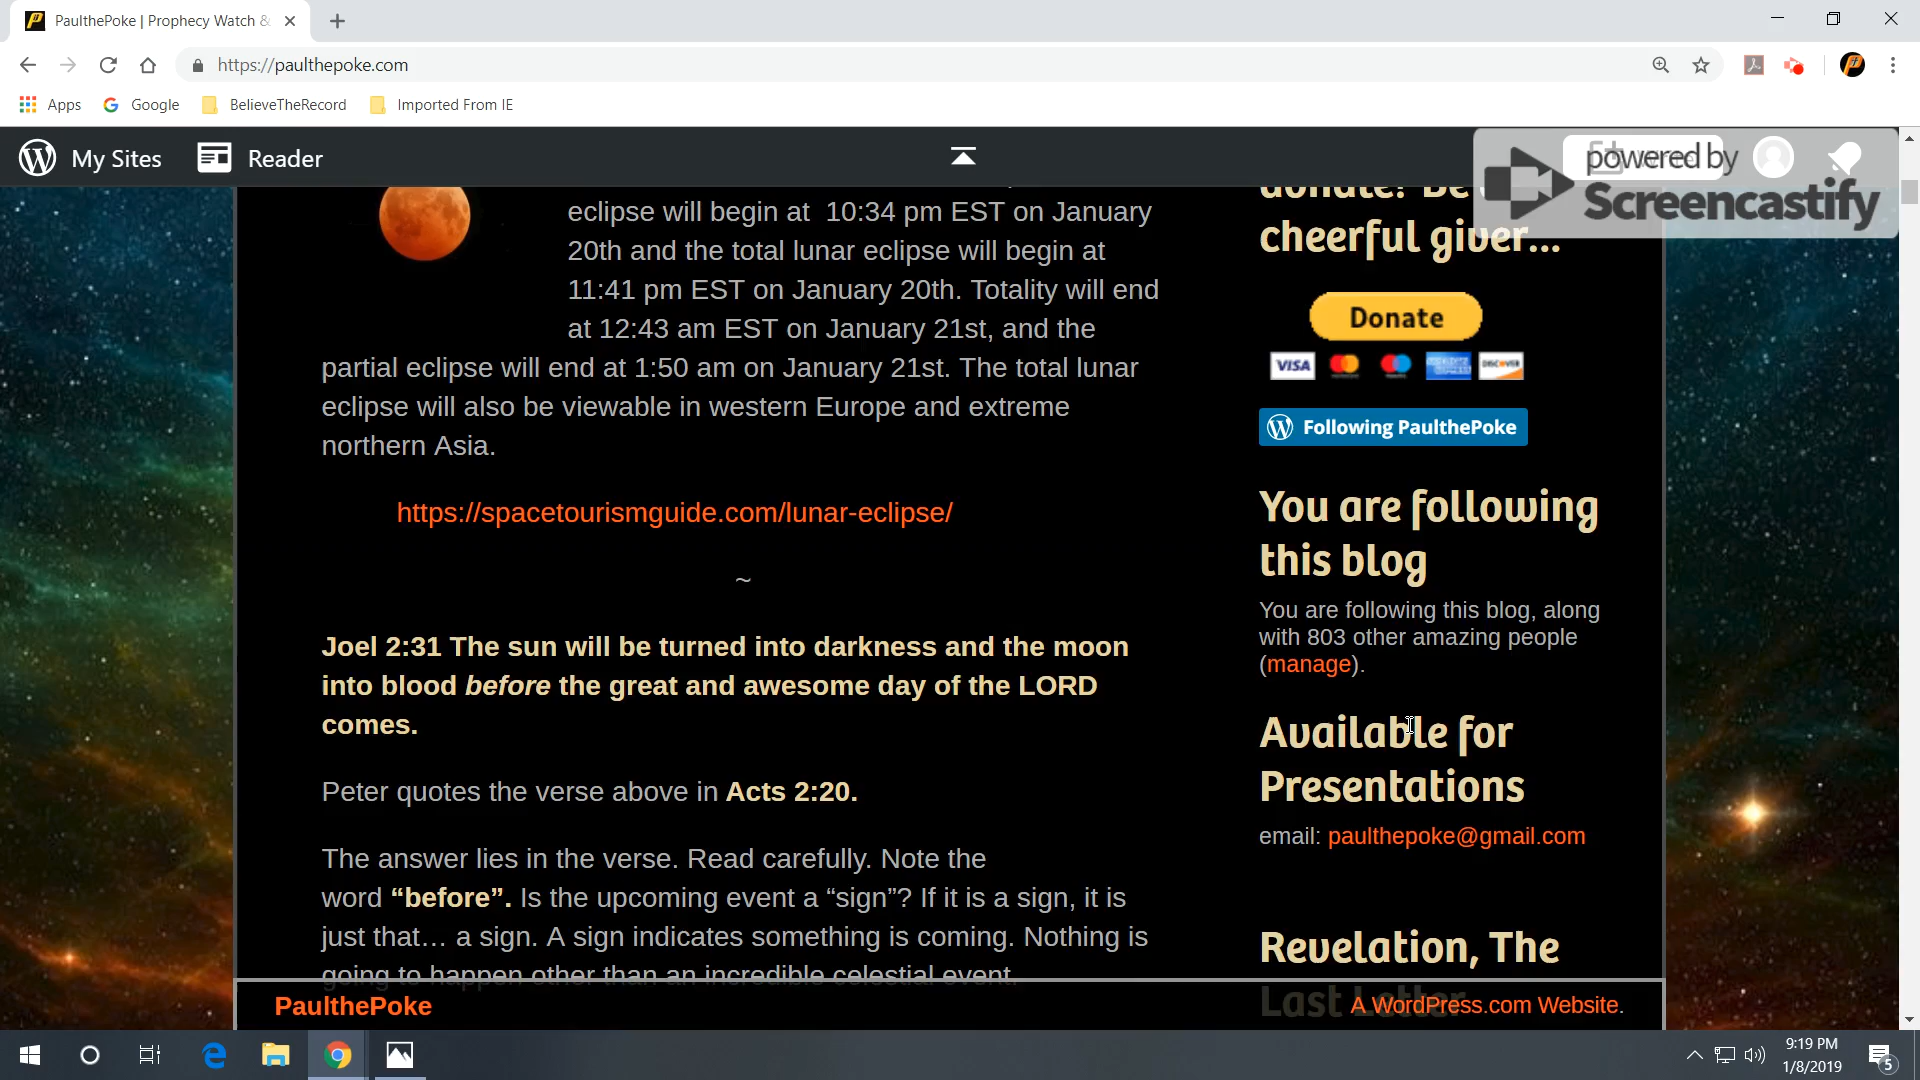 PaulthePoke | Prophecy Watch &
https://paulthepoke.com
Apps
Google
BelieveTheRecord
Imported From IE
My Sites
Reader
powered by
Screencastify
eclipse will begin at 10:34 pm EST on January
20th and the total lunar eclipse will begin at
11:41 pm EST on January 20th. Totality will end
at 12:43 am EST on January 21st, and the
partial eclipse will end at 1:50 am on January 21st. The total lunar
eclipse will also be viewable in western Europe and extreme
northern Asia.
https://spacetourismguide.com/lunar-eclipse/
~
Joel 2:31 The sun will be turned into darkness and the moon
into blood before the great and awesome day of the LORD
comes.
Peter quotes the verse above in Acts 2:20.
The answer lies in the verse. Read carefully. Note the
word “before”. Is the upcoming event a “sign”? If it is a sign, it is
just that… a sign. A sign indicates something is coming. Nothing is
going to happen other than an incredible celestial event.
donate! Be
cheerful giver...
Donate
VISA
DISCOVER
Following PaulthePoke
You are following
this blog
You are following this blog, along
with 803 other amazing people
(manage).
Available for
Presentations
email: paulthepoke@gmail.com
Revelation, The
Last Letter
PaulthePoke
A WordPress.com Website.
9:19 PM
1/8/2019
5